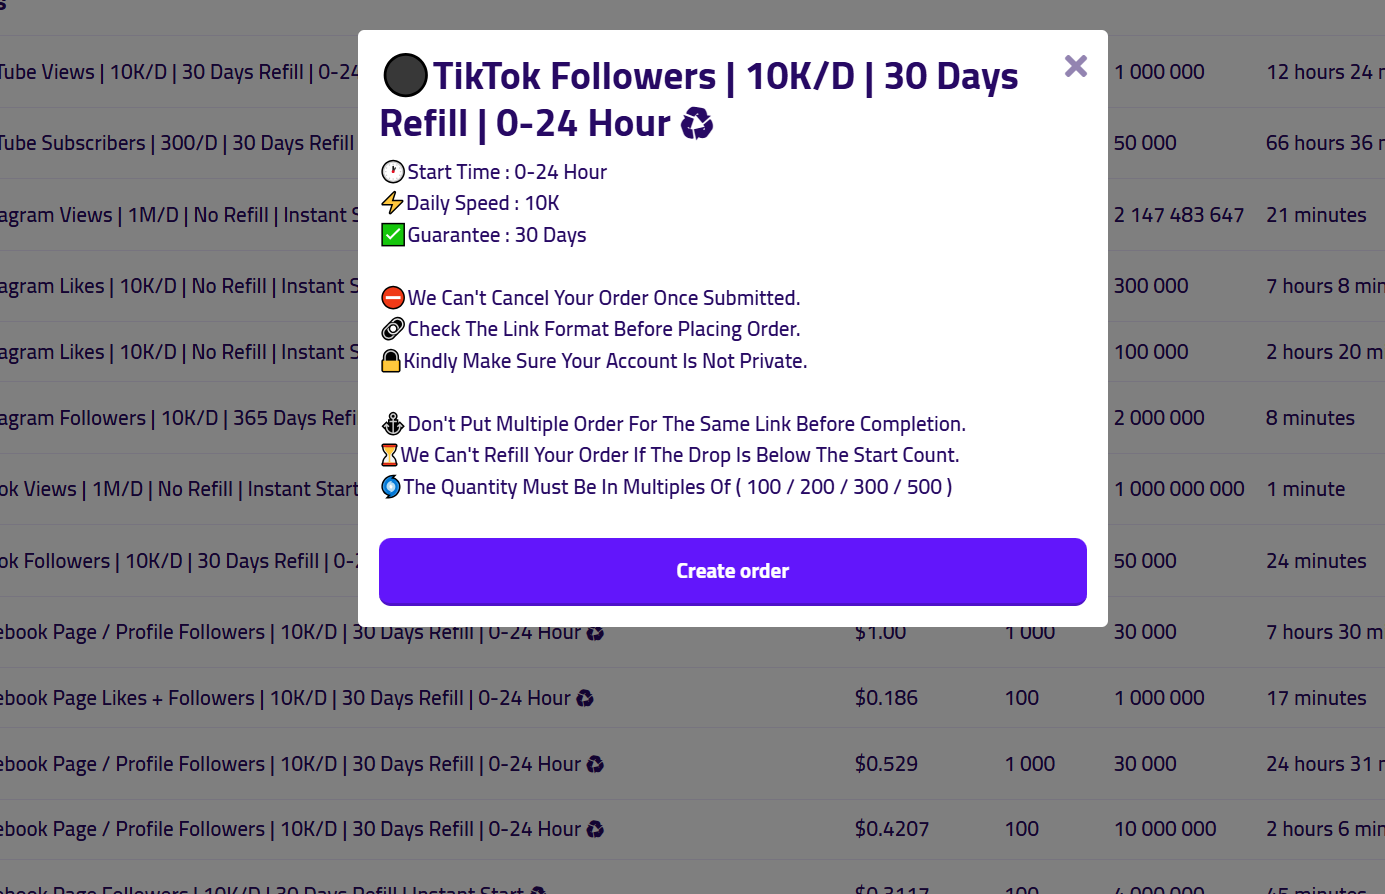 TikTok Followers | 10K/D | 30 Days
Refill | 0-24 Hour ♻
Start Time : 0-24 Hour
⚡Daily Speed : 10K
✅Guarantee : 30 Days
⛔We Can't Cancel Your Order Once Submitted.
Check The Link Format Before Placing Order.
Kindly Make Sure Your Account Is Not Private.
Don't Put Multiple Order For The Same Link Before Completion.
⏳We Can't Refill Your Order If The Drop Is Below The Start Count.
The Quantity Must Be In Multiples Of ( 100 / 200 / 300 / 500 )
Create order
Tube Views | 10K/D | 30 Days Refill | 0-24 1 000 000 12 hours 24
Tube Subscribers | 300/D | 30 Days Refill 50 000 66 hours 36
agram Views | 1M/D | No Refill | Instant 2 147 483 647 21 minutes
agram Likes | 10K/D | No Refill | Instant 300 000 7 hours 8 min
agram Likes | 10K/D | No Refill | Instant 100 000 2 hours 20 m
agram Followers | 10K/D | 365 Days Refi 2 000 000 8 minutes
ok Views | 1M/D | No Refill | Instant Start 1 000 000 000 1 minute
ok Followers | 10K/D | 30 Days Refill | 0- 50 000 24 minutes
ebook Page / Profile Followers | 10K/D | 30 Days Refill | 0-24 Hour ♻ $1.00 1 000 30 000 7 hours 30 m
ebook Page Likes + Followers | 10K/D | 30 Days Refill | 0-24 Hour ♻ $0.186 100 1 000 000 17 minutes
ebook Page / Profile Followers | 10K/D | 30 Days Refill | 0-24 Hour ♻ $0.529 1 000 30 000 24 hours 31
ebook Page / Profile Followers | 10K/D | 30 Days Refill | 0-24 Hour ♻ $0.4207 100 10 000 000 2 hours 6 min
ebook Page Followers | 10K/D | 30 Days Refill | Instant Start ♻ $0.3117 100 4 000 000 45 minutes